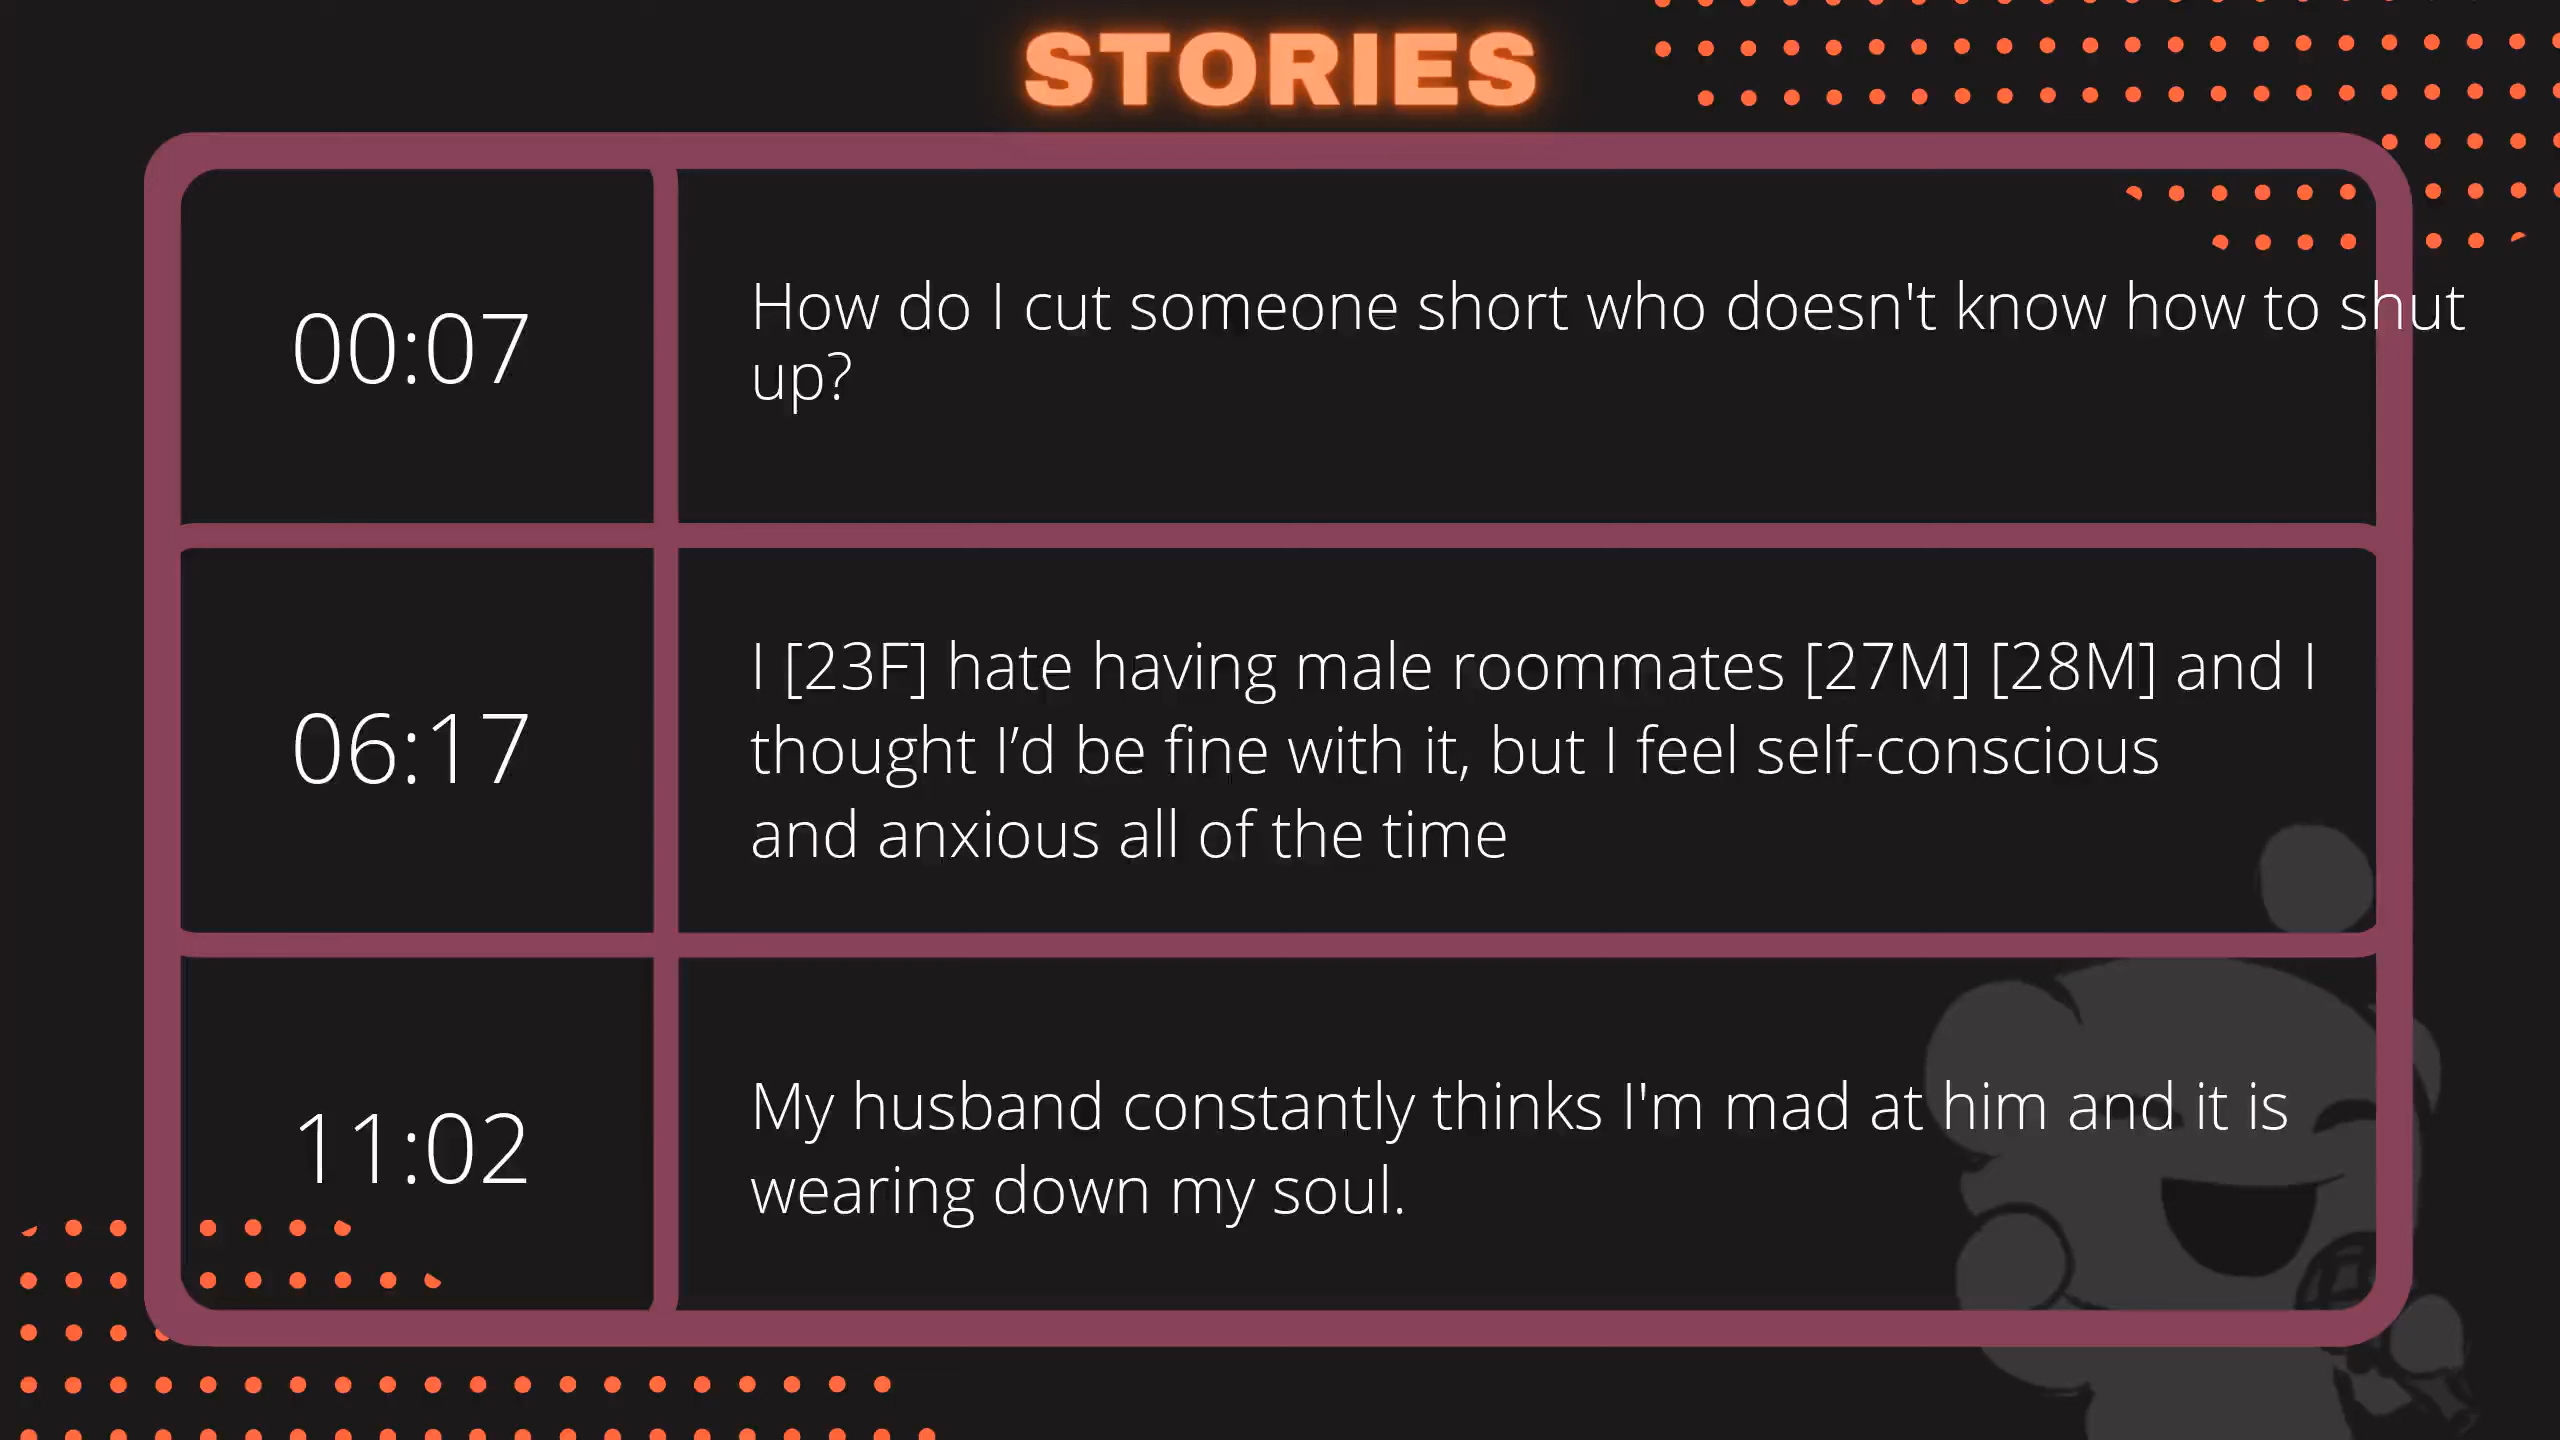 STORIES
00:07
How do I cut someone short who doesn't know how to shut
up?
06:17
I [23F] hate having male roommates [27M] [28M] and I
thought I’d be fine with it, but I feel self-conscious
and anxious all of the time
11:02
My husband constantly thinks I'm mad at him and it is
wearing down my soul.